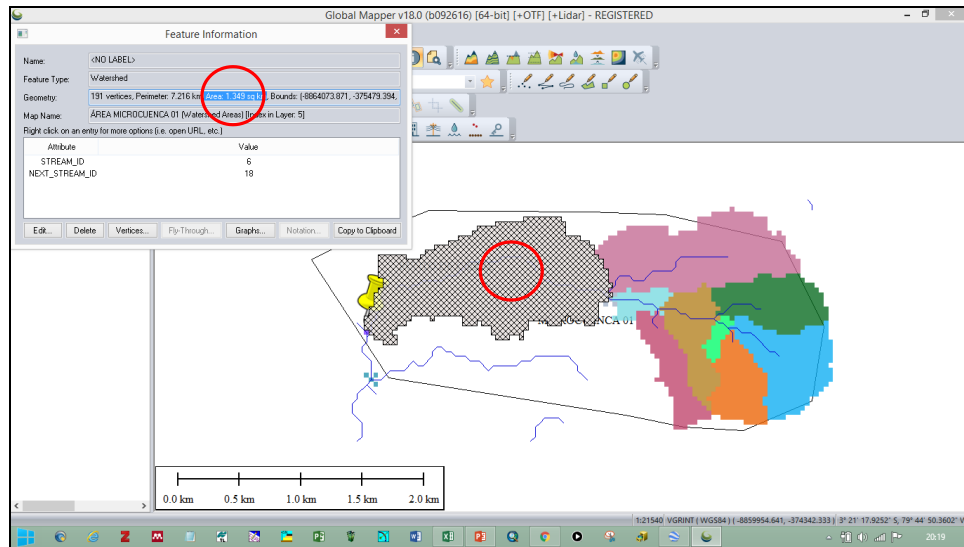 Global Mapper v18.0 (b092616) [64-bit] [+OTF] [+Lidar] - REGISTERED
Feature Information
Name: <NO LABEL>
Feature Type: Watershed
Geometry: 191 vertices, Perimeter: 7.216 km, Area: 1.349 sq km, Bounds: (-8864073.871, -375479.394,
Map Name: ÁREA MICROCUENCA 01 (Watershed Areas) [Index in Layer: 5]
Right click on an entry for more options (i.e. open URL, etc.)
Attribute Value
STREAM_ID 6
NEXT_STREAM_ID 18
Edit... Delete Vertices... Fly-Through... Graphs... Notation... Copy to Clipboard
CUENCA 01
0.0 km 0.5 km 1.0 km 1.5 km 2.0 km
1:21540 VGRINT ( WGS84 ) ( -8859954.641, -374342.333 ) 3° 21' 17.9252" S, 79° 44' 50.3602" W
20:19